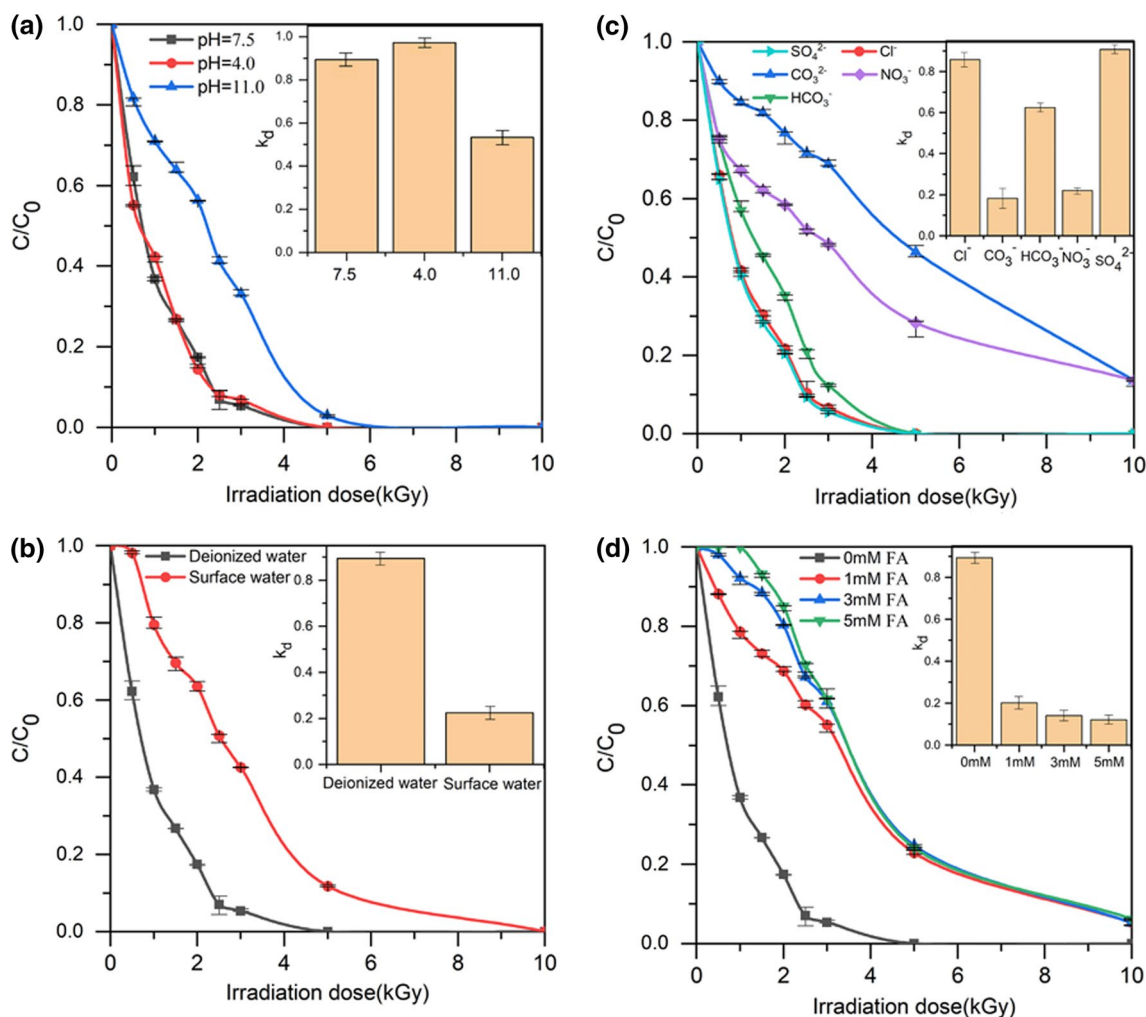 (a)
1.0
0.8
0.6
0.4
0.2
0.0
C/C₀
0 2 4 6 8 10
Irradiation dose(kGy)
pH=7.5
pH=4.0
pH=11.0
1.0
0.8
0.6
0.4
0.2
0.0
k_d
7.5 4.0 11.0
(c)
1.0
0.8
0.6
0.4
0.2
0.0
C/C₀
0 2 4 6 8 10
Irradiation dose(kGy)
SO₄²⁻ Cl⁻
CO₃²⁻ NO₃⁻
HCO₃⁻
0.8
0.6
0.4
0.2
0.0
k_d
Cl⁻ CO₃⁻ HCO₃⁻ NO₃⁻ SO₄²⁻
(b)
1.0
0.8
0.6
0.4
0.2
0.0
C/C₀
0 2 4 6 8 10
Irradiation dose(kGy)
Deionized water
Surface water
0.8
0.6
0.4
0.2
0.0
k_d
Deionized water Surface water
(d)
1.0
0.8
0.6
0.4
0.2
0.0
C/C₀
0 2 4 6 8 10
Irradiation dose(kGy)
0mM FA
1mM FA
3mM FA
5mM FA
0.8
0.6
0.4
0.2
0.0
k_d
0mM 1mM 3mM 5mM